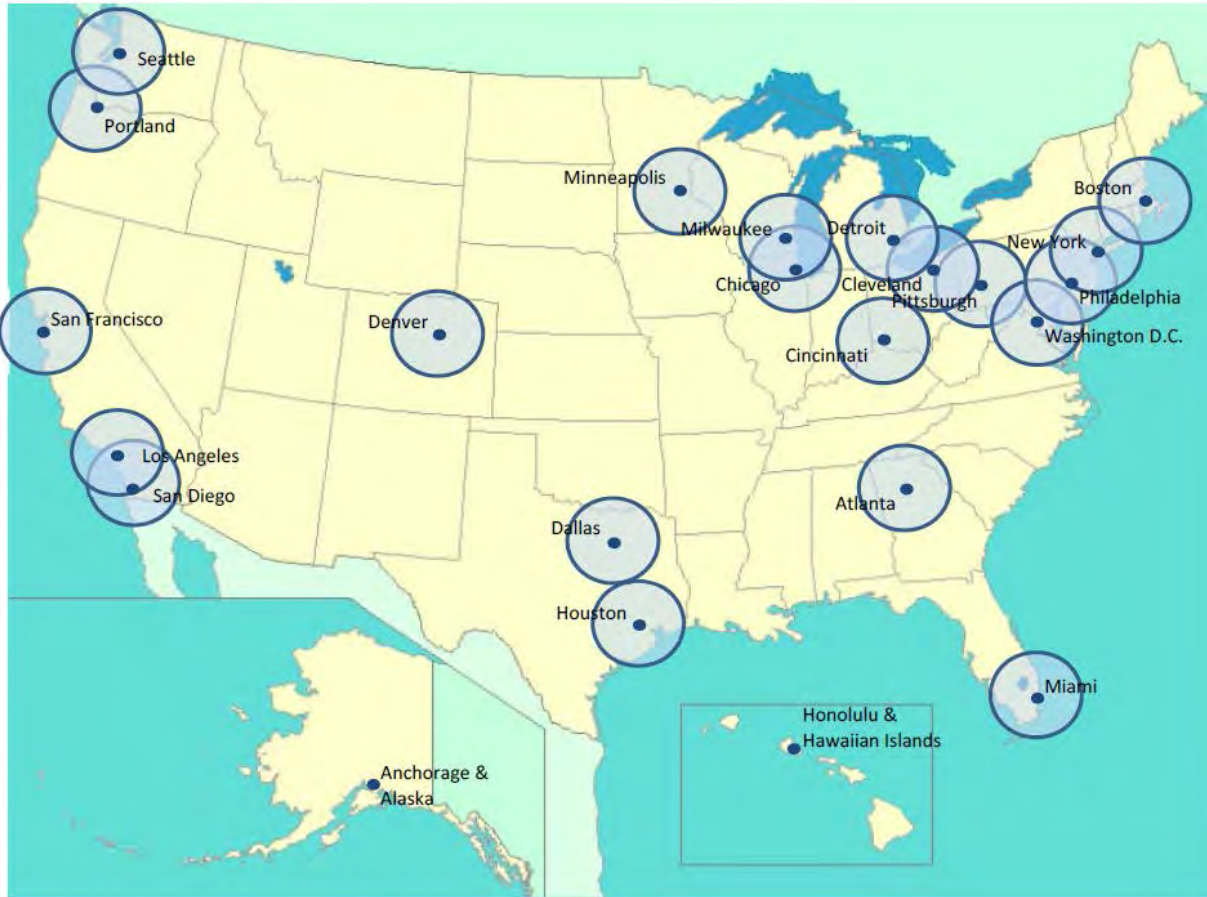 Seattle
Portland
Minneapolis
Boston
Milwaukee
Detroit
New York
Chicago
Cleveland
Pittsburgh
Philadelphia
San Francisco
Denver
Washington D.C.
Cincinnati
Los Angeles
San Diego
Atlanta
Dallas
Houston
Miami
Honolulu &
Hawaiian Islands
Anchorage &
Alaska